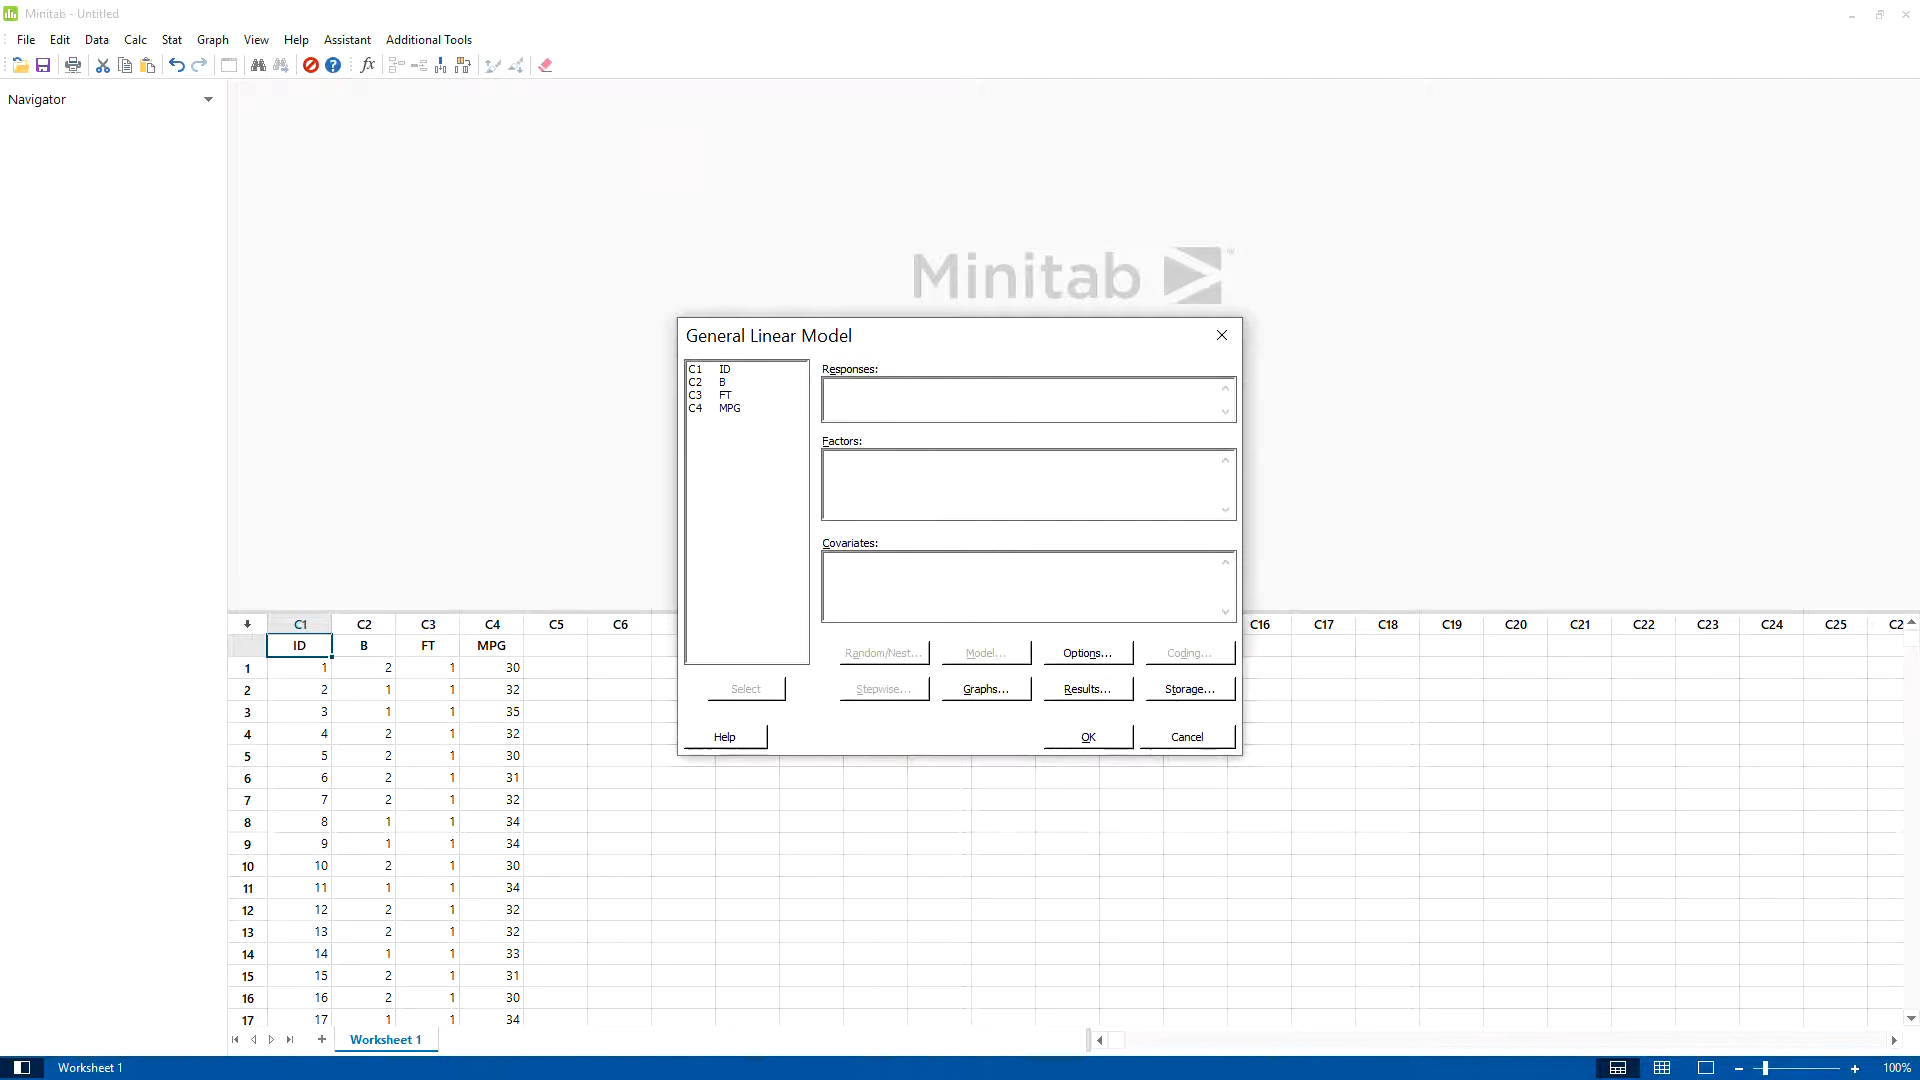 Minitab - Untitled
File Edit Data Calc Stat Graph View Help Assistant Additional Tools
Navigator
Minitab
General Linear Model
C1 ID
C2 B
C3 FT
C4 MPG
Responses:
Factors:
Covariates:
Random/Nest... Model... Options... Coding...
Select Stepwise... Graphs... Results... Storage...
Help OK Cancel
C1 C2 C3 C4 C5 C6 C16 C17 C18 C19 C20 C21 C22 C23 C24 C25
ID B FT MPG
1 1 2 1 30
2 2 1 1 32
3 3 1 1 35
4 4 2 1 32
5 5 2 1 30
6 6 2 1 31
7 7 2 1 32
8 8 1 1 34
9 9 1 1 34
10 10 2 1 30
11 11 1 1 34
12 12 2 1 32
13 13 2 1 32
14 14 1 1 33
15 15 2 1 31
16 16 2 1 30
17 17 1 1 34
Worksheet 1
Worksheet 1 100%